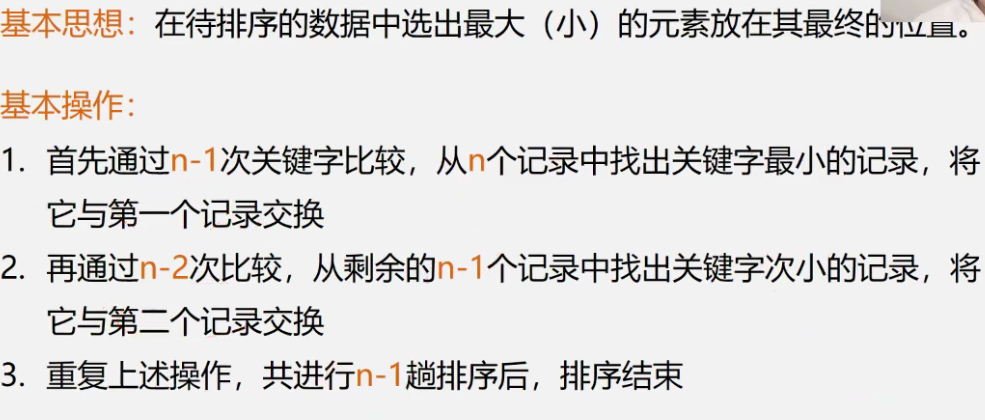 基本思想：在待排序的数据中选出最大（小）的元素放在其最终的位置。
基本操作：
1. 首先通过n-1次关键字比较，从n个记录中找出关键字最小的记录，将
它与第一个记录交换
2. 再通过n-2次比较，从剩余的n-1个记录中找出关键字次小的记录，将
它与第二个记录交换
3. 重复上述操作，共进行n-1趟排序后，排序结束